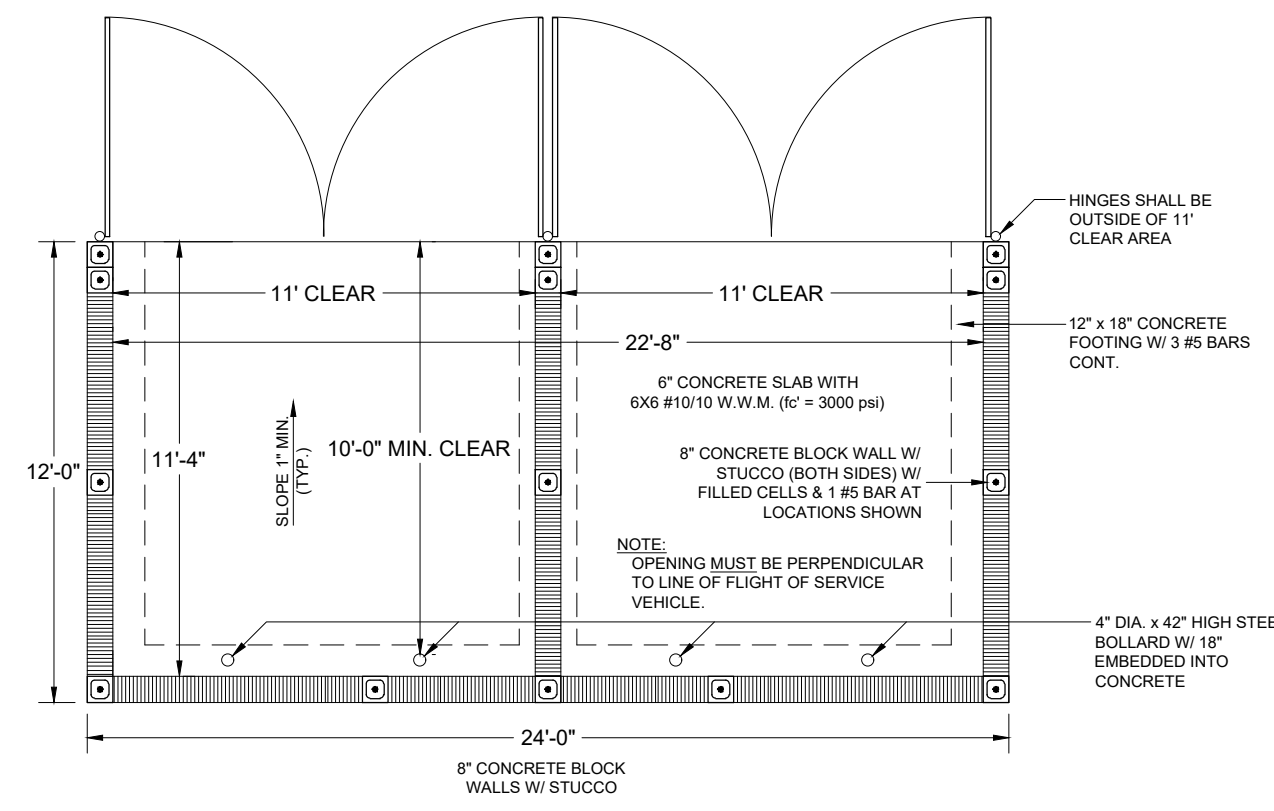 HINGES SHALL BE
OUTSIDE OF 11'
CLEAR AREA
11' CLEAR
11' CLEAR
12" x 18" CONCRETE
FOOTING W/ 3 #5 BARS
CONT.
22'-8"
6" CONCRETE SLAB WITH
6X6 #10/10 W.W.M. (fc' = 3000 psi)
SLOPE 1" MIN.
(TYP.)
10'-0" MIN. CLEAR
12'-0"
11'-4"
8" CONCRETE BLOCK WALL W/
STUCCO (BOTH SIDES) W/
FILLED CELLS & 1 #5 BAR AT
LOCATIONS SHOWN
NOTE:
OPENING MUST BE PERPENDICULAR
TO LINE OF FLIGHT OF SERVICE
VEHICLE.
4" DIA. x 42" HIGH STEE
BOLLARD W/ 18"
EMBEDDED INTO
CONCRETE
24'-0"
8" CONCRETE BLOCK
WALLS W/ STUCCO